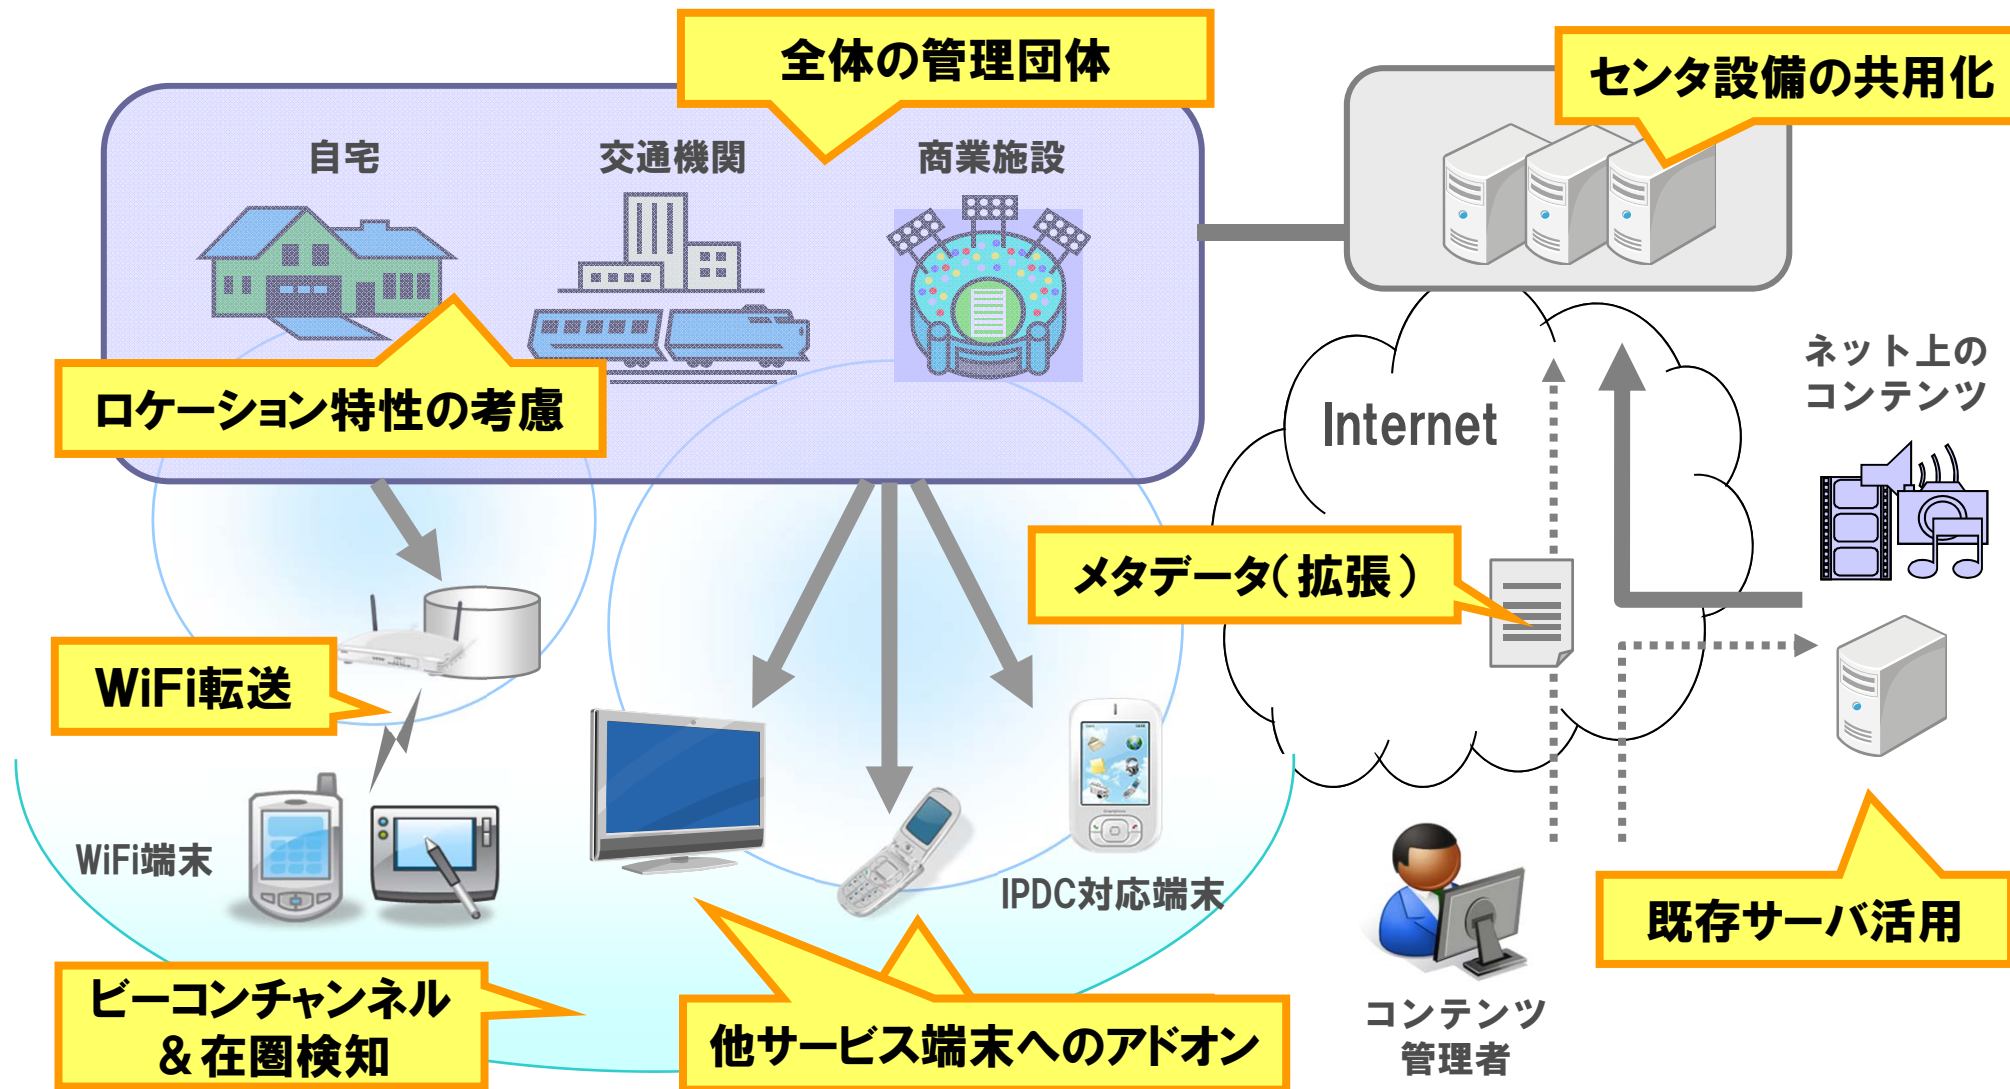 全体の管理団体
センタ設備の共用化
自宅
交通機関
商業施設
ネット上の
コンテンツ
ロケーション特性の考慮
Internet
メタデータ(拡張)
WiFi転送
WiFi端末
IPDC対応端末
既存サーバ活用
ビーコンチャンネル
&在圏検知
他サービス端末へのアドオン
コンテンツ
管理者